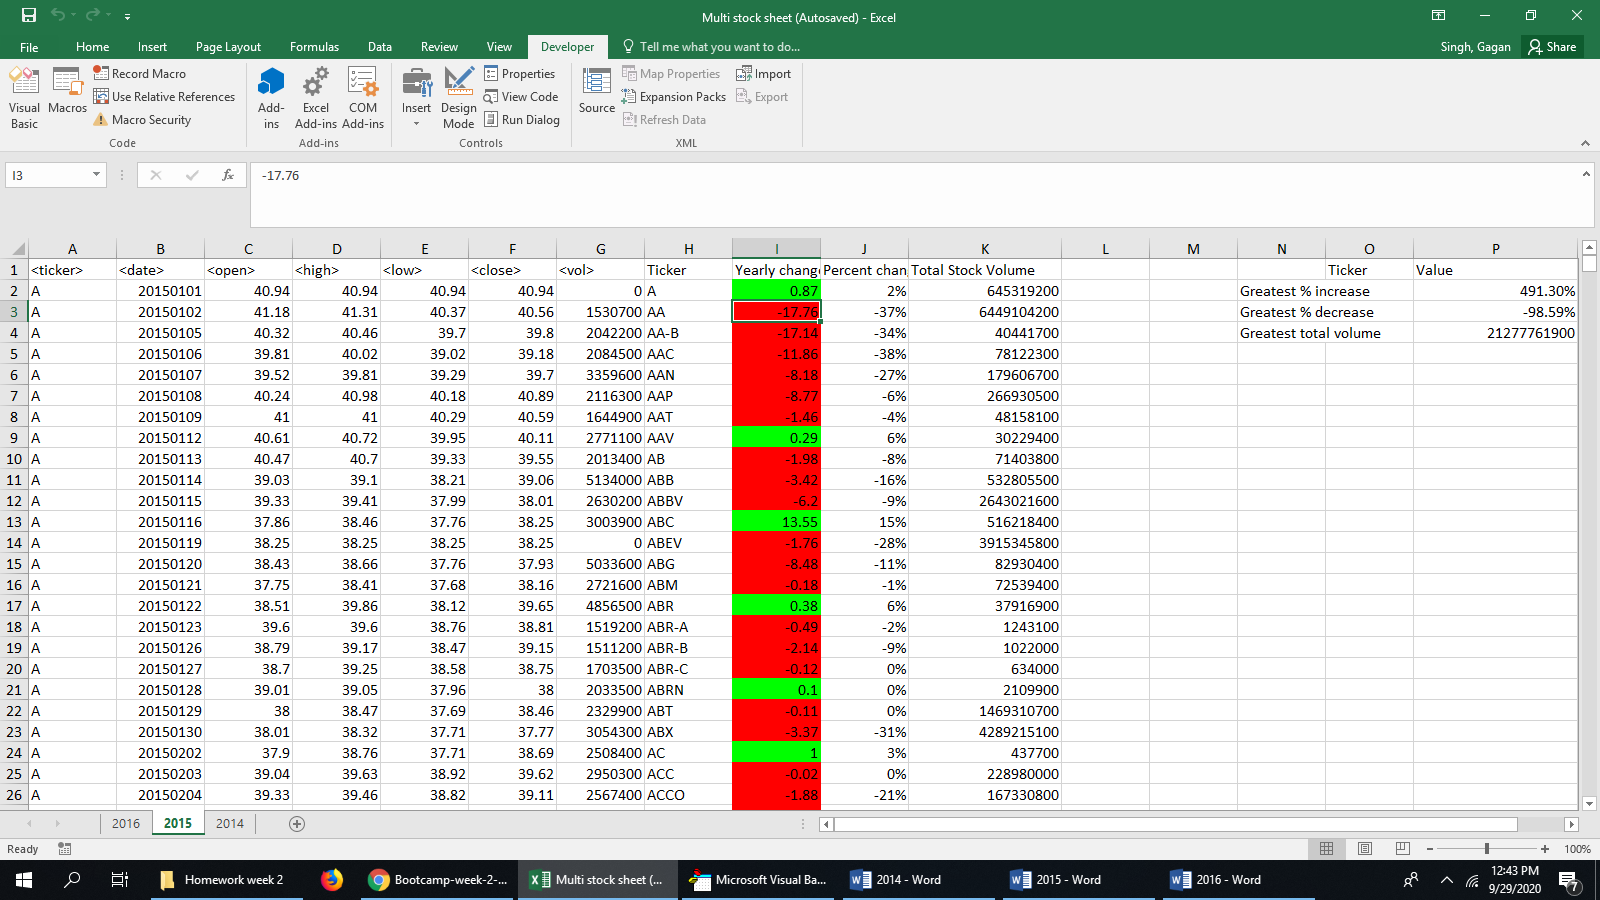 Multi stock sheet (Autosaved) - Excel
File Home Insert Page Layout Formulas Data Review View Developer Tell me what you want to do... Singh, Gagan Share
Visual Basic
Macros
Record Macro
Use Relative References
Macro Security
Code
Add-ins
Excel Add-ins
COM Add-ins
Add-ins
Insert
Design Mode
Properties
View Code
Run Dialog
Controls
Source
Map Properties
Expansion Packs
Refresh Data
Import
Export
XML
I3 fx -17.76
A B C D E F G H I J K L M N O P
1 <ticker> <date> <open> <high> <low> <close> <vol> Ticker Yearly chang Percent chan Total Stock Volume Ticker Value
2 A 20150101 40.94 40.94 40.94 40.94 0 A 0.87 2% 645319200 Greatest % increase 491.30%
3 A 20150102 41.18 41.31 40.37 40.56 1530700 AA -17.76 -37% 6449104200 Greatest % decrease -98.59%
4 A 20150105 40.32 40.46 39.7 39.8 2042200 AA-B -17.14 -34% 40441700 Greatest total volume 21277761900
5 A 20150106 39.81 40.02 39.02 39.18 2084500 AAC -11.86 -38% 78122300
6 A 20150107 39.52 39.81 39.29 39.7 3359600 AAN -8.18 -27% 179606700
7 A 20150108 40.24 40.98 40.18 40.89 2116300 AAP -8.77 -6% 266930500
8 A 20150109 41 41 40.29 40.59 1644900 AAT -1.46 -4% 48158100
9 A 20150112 40.61 40.72 39.95 40.11 2771100 AAV 0.29 6% 30229400
10 A 20150113 40.47 40.7 39.33 39.55 2013400 AB -1.98 -8% 71403800
11 A 20150114 39.03 39.1 38.21 39.06 5134000 ABB -3.42 -16% 532805500
12 A 20150115 39.33 39.41 37.99 38.01 2630200 ABBV -6.2 -9% 2643021600
13 A 20150116 37.86 38.46 37.76 38.25 3003900 ABC 13.55 15% 516218400
14 A 20150119 38.25 38.25 38.25 38.25 0 ABEV -1.76 -28% 3915345800
15 A 20150120 38.43 38.66 37.76 37.93 5033600 ABG -8.48 -11% 82930400
16 A 20150121 37.75 38.41 37.68 38.16 2721600 ABM -0.18 -1% 72539400
17 A 20150122 38.51 39.86 38.12 39.65 4856500 ABR 0.38 6% 37916900
18 A 20150123 39.6 39.6 38.76 38.81 1519200 ABR-A -0.49 -2% 1243100
19 A 20150126 38.79 39.17 38.47 39.15 1511200 ABR-B -2.14 -9% 1022000
20 A 20150127 38.7 39.25 38.58 38.75 1703500 ABR-C -0.12 0% 634000
21 A 20150128 39.01 39.05 37.96 38 2033500 ABRN 0.1 0% 2109900
22 A 20150129 38 38.47 37.69 38.46 2329900 ABT -0.11 0% 1469310700
23 A 20150130 38.01 38.32 37.71 37.77 3054300 ABX -3.37 -31% 4289215100
24 A 20150202 37.9 38.76 37.71 38.69 2508400 AC 1 3% 437700
25 A 20150203 39.04 39.63 38.92 39.62 2950300 ACC -0.02 0% 228980000
26 A 20150204 39.33 39.46 38.82 39.11 2567400 ACCO -1.88 -21% 167330800
2016 2015 2014
Ready 100%
Homework week 2 Bootcamp-week-2-... Multi stock sheet (... Microsoft Visual Ba... 2014 - Word 2015 - Word 2016 - Word 12:43 PM
9/29/2020 7